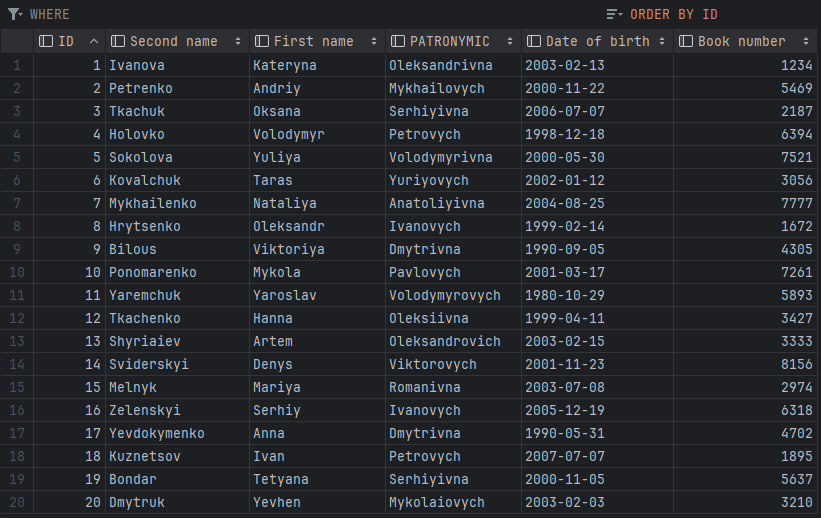 WHERE ORDER BY ID
ID Second name First name PATRONYMIC Date of birth Book number
1 1 Ivanova Kateryna Oleksandrivna 2003-02-13 1234
2 2 Petrenko Andriy Mykhailovych 2000-11-22 5469
3 3 Tkachuk Oksana Serhiyivna 2006-07-07 2187
4 4 Holovko Volodymyr Petrovych 1998-12-18 6394
5 5 Sokolova Yuliya Volodymyrivna 2000-05-30 7521
6 6 Kovalchuk Taras Yuriyovych 2002-01-12 3056
7 7 Mykhailenko Nataliya Anatoliyivna 2004-08-25 7777
8 8 Hrytsenko Oleksandr Ivanovych 1999-02-14 1672
9 9 Bilous Viktoriya Dmytrivna 1990-09-05 4305
10 10 Ponomarenko Mykola Pavlovych 2001-03-17 7261
11 11 Yaremchuk Yaroslav Volodymyrovych 1980-10-29 5893
12 12 Tkachenko Hanna Oleksiivna 1999-04-11 3427
13 13 Shyriaiev Artem Oleksandrovich 2003-02-15 3333
14 14 Sviderskyi Denys Viktorovych 2001-11-23 8156
15 15 Melnyk Mariya Romanivna 2003-07-08 2974
16 16 Zelenskyi Serhiy Ivanovych 2005-12-19 6318
17 17 Yevdokymenko Anna Dmytrivna 1990-05-31 4702
18 18 Kuznetsov Ivan Petrovych 2007-07-07 1895
19 19 Bondar Tetyana Serhiyivna 2000-11-05 5637
20 20 Dmytruk Yevhen Mykolaiovych 2003-02-03 3210